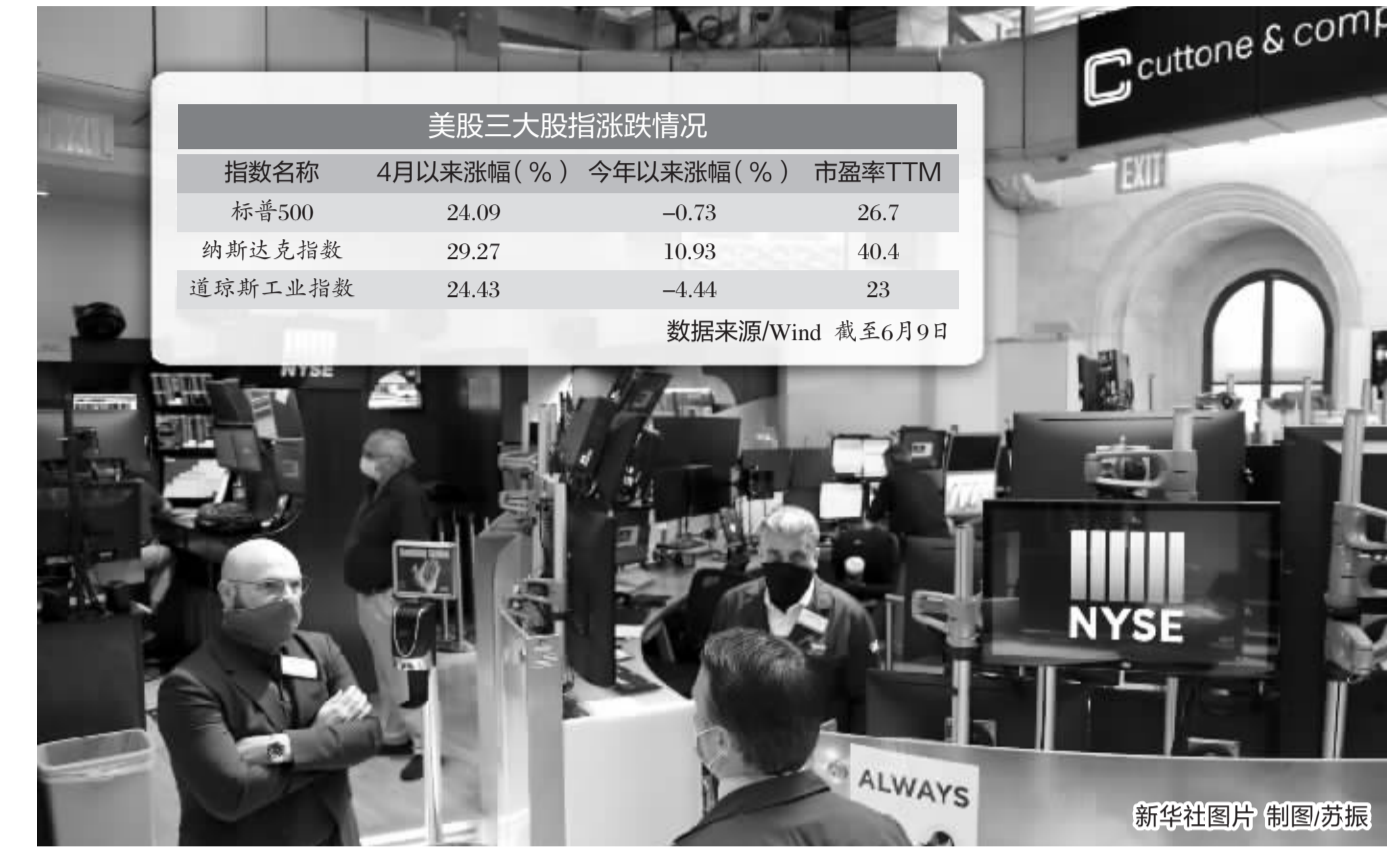 cuttone & comp
EXIT
EXIT
美股三大股指涨跌情况
指数名称 4月以来涨幅(%) 今年以来涨幅(%) 市盈率TTM
标普500 24.09 –0.73 26.7
纳斯达克指数 29.27 10.93 40.4
道琼斯工业指数 24.43 –4.44 23
数据来源/Wind 截至6月9日
NYSE
NYSE
ALWAYS
新华社图片 制图/苏振